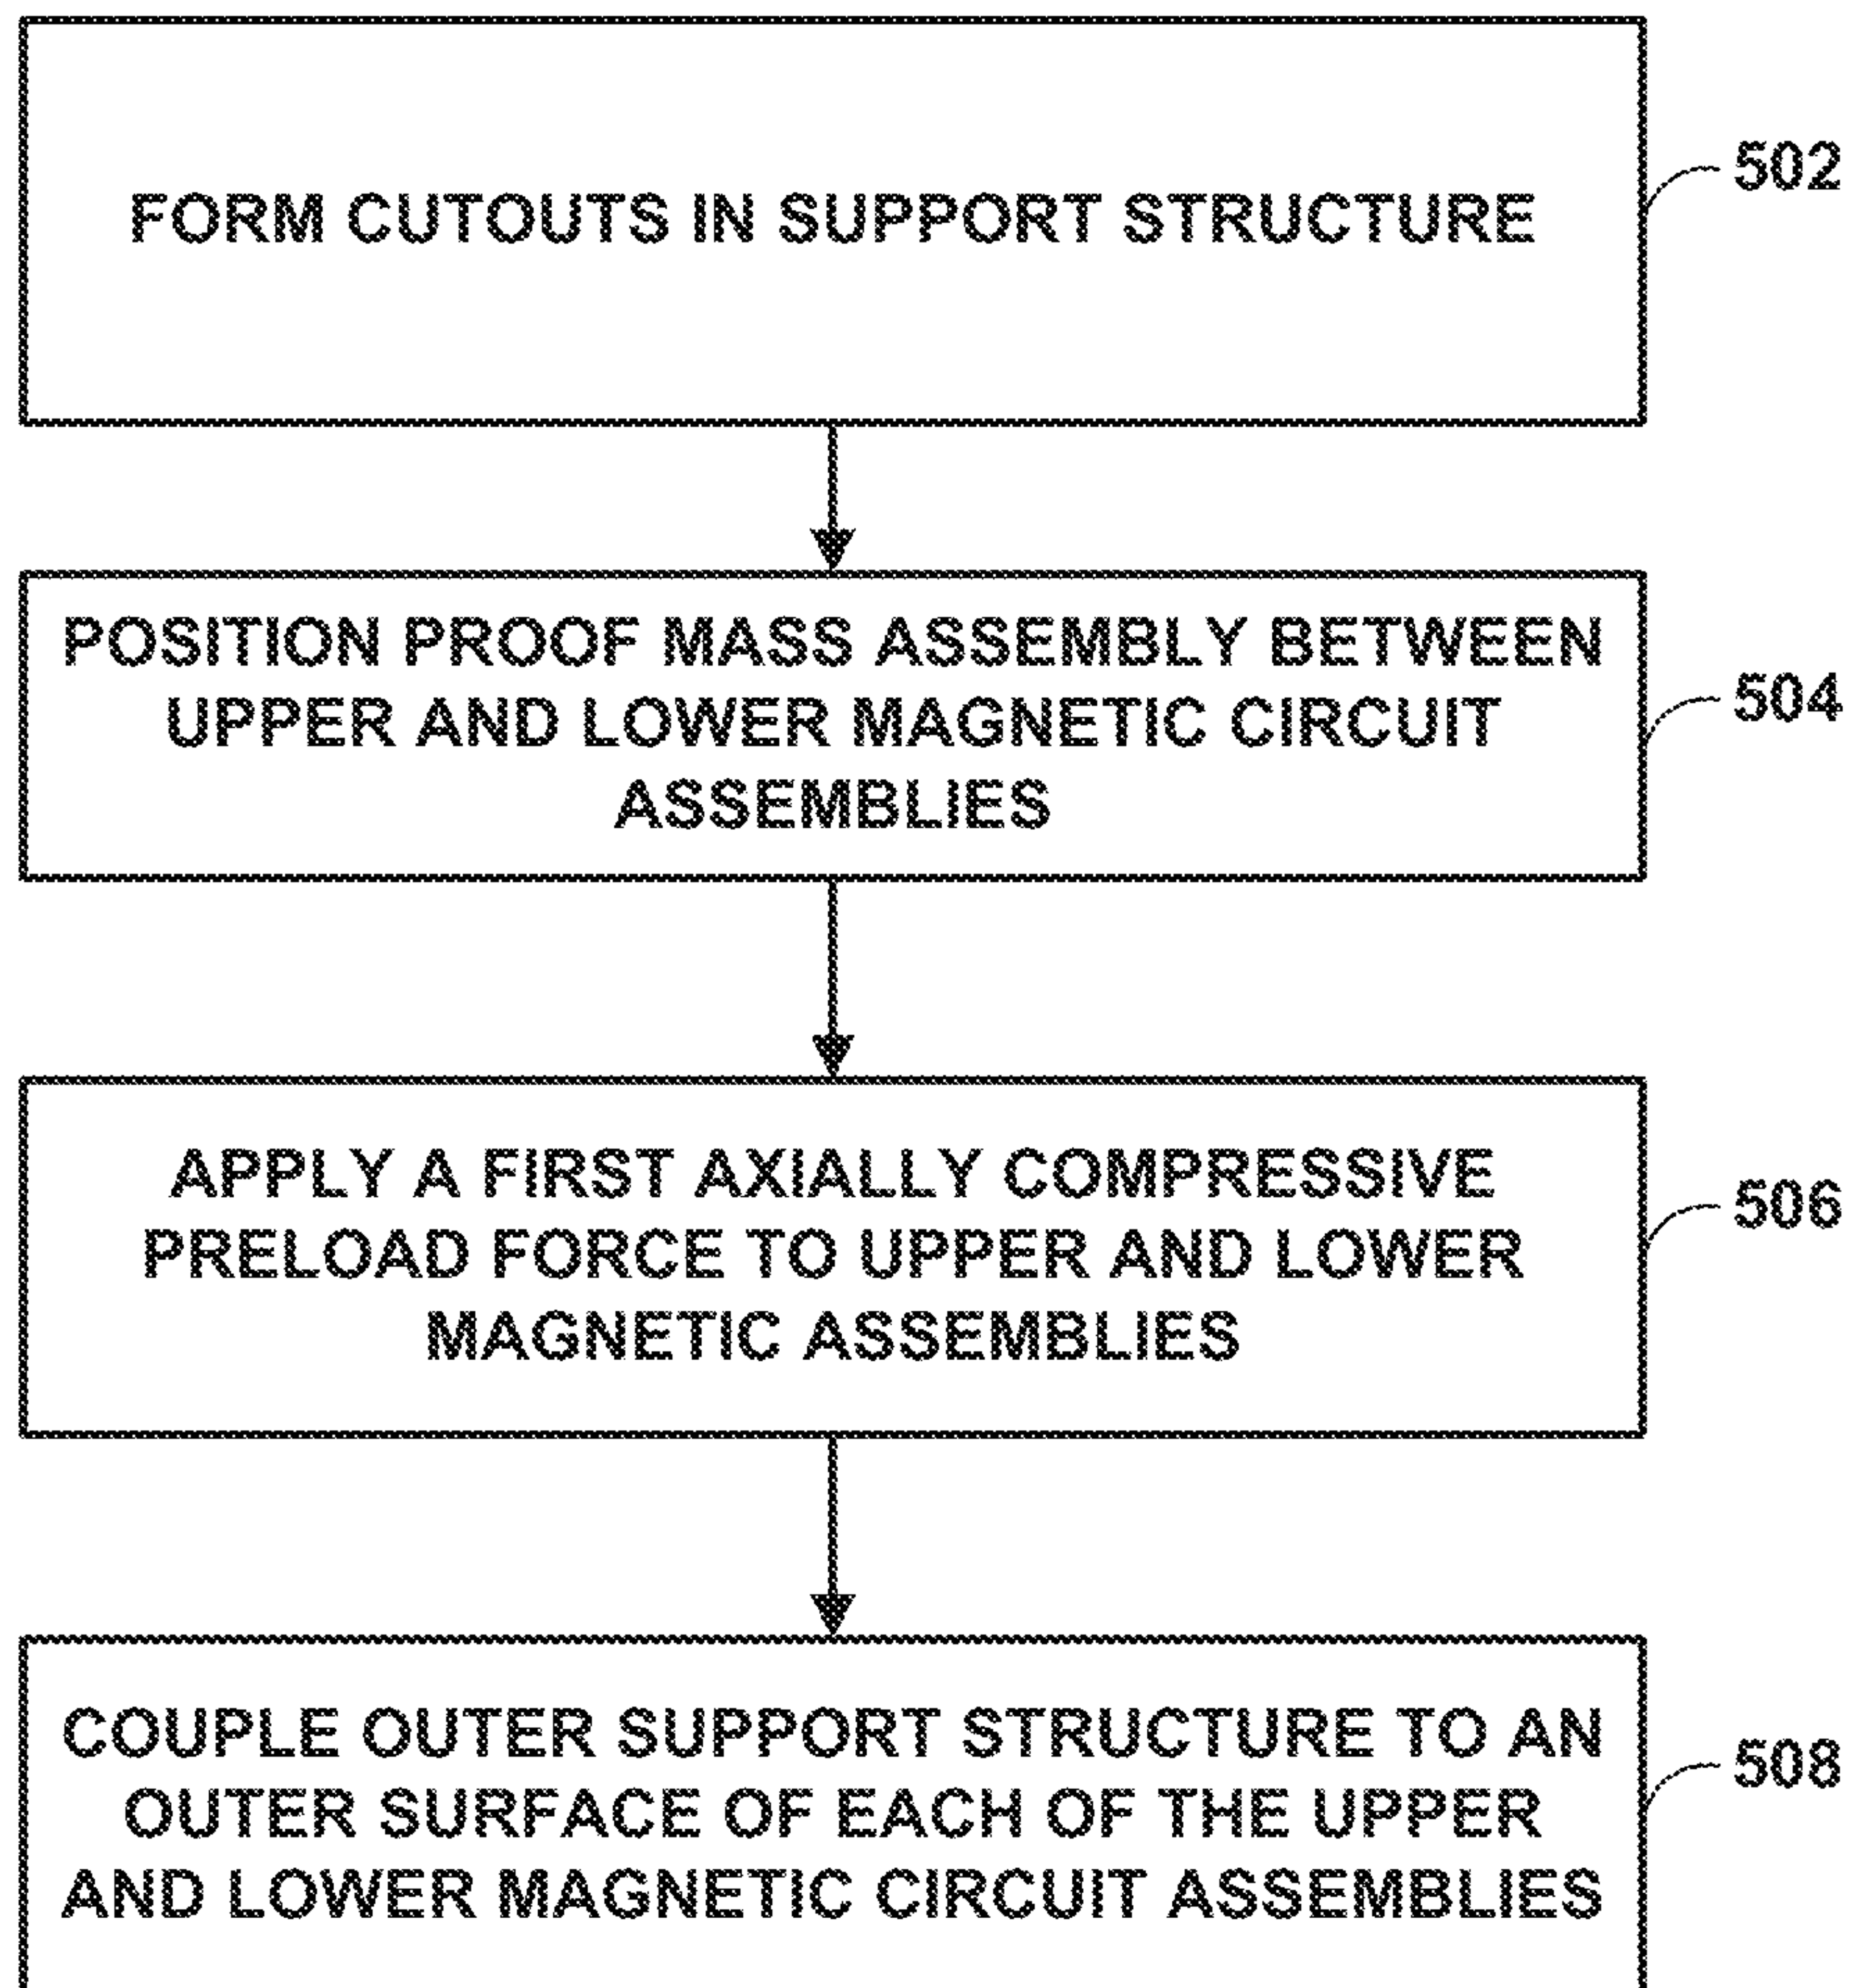 FORM CUTOUTS IN SUPPORT STRUCTURE
502
POSITION PROOF MASS ASSEMBLY BETWEEN
UPPER AND LOWER MAGNETIC CIRCUIT
ASSEMBLIES
504
APPLY A FIRST AXIALLY COMPRESSIVE
PRELOAD FORCE TO UPPER AND LOWER
MAGNETIC ASSEMBLIES
506
COUPLE OUTER SUPPORT STRUCTURE TO AN
OUTER SURFACE OF EACH OF THE UPPER
AND LOWER MAGNETIC CIRCUIT ASSEMBLIES
508